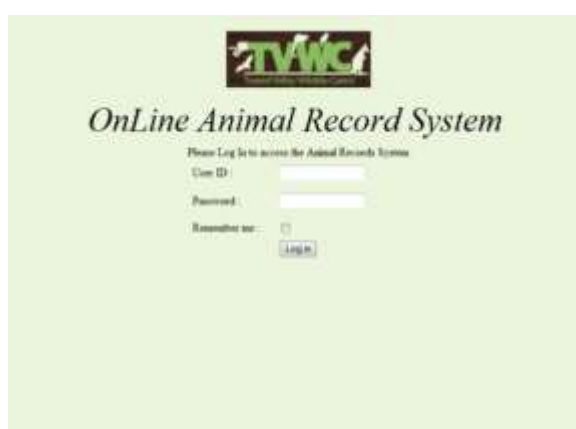 TVWC
OnLine Animal Record System
Please Log In to access the Animal Records System
User ID :
Password :
Remember me :
Log in